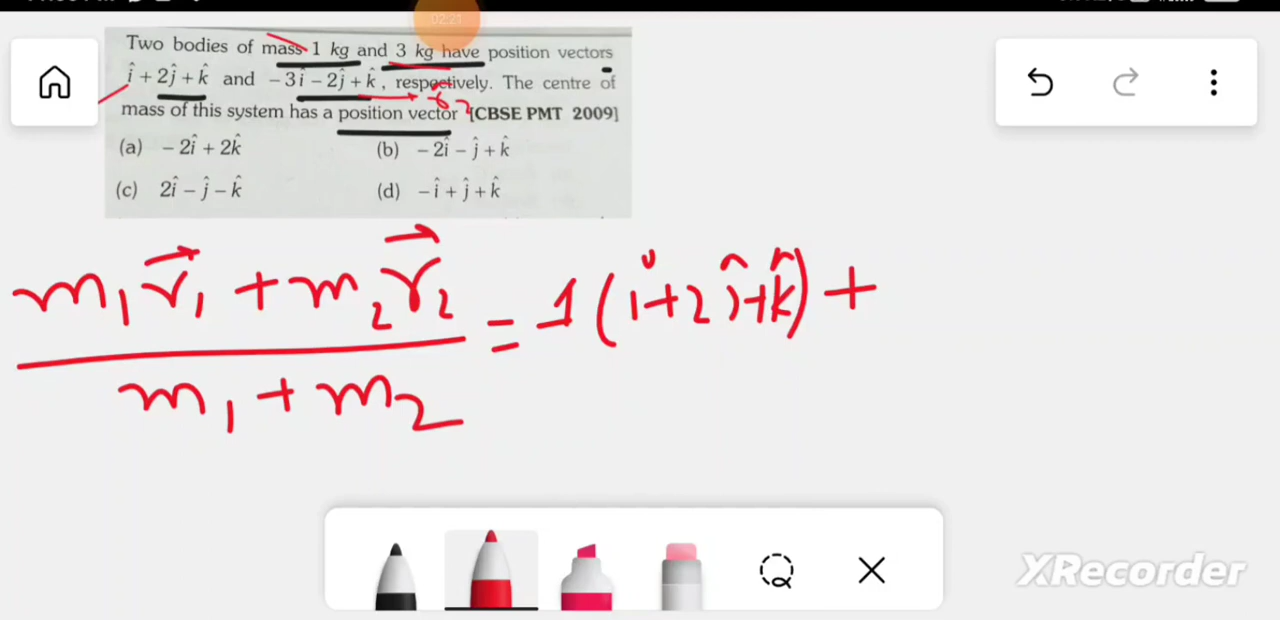 02:21
Two bodies of mass 1 kg and 3 kg have position vectors
î + 2ĵ + k̂ and − 3î − 2ĵ + k̂, respectively. The centre of
mass of this system has a position vector [CBSE PMT 2009]
(a) − 2î + 2k̂ (b) − 2î − ĵ + k̂
(c) 2î − ĵ − k̂ (d) − î + ĵ + k̂
m₁r⃗₁ + m₂r⃗₂ = 1(i + 2ĵ + k̂) +
m₁ + m₂
XRecorder